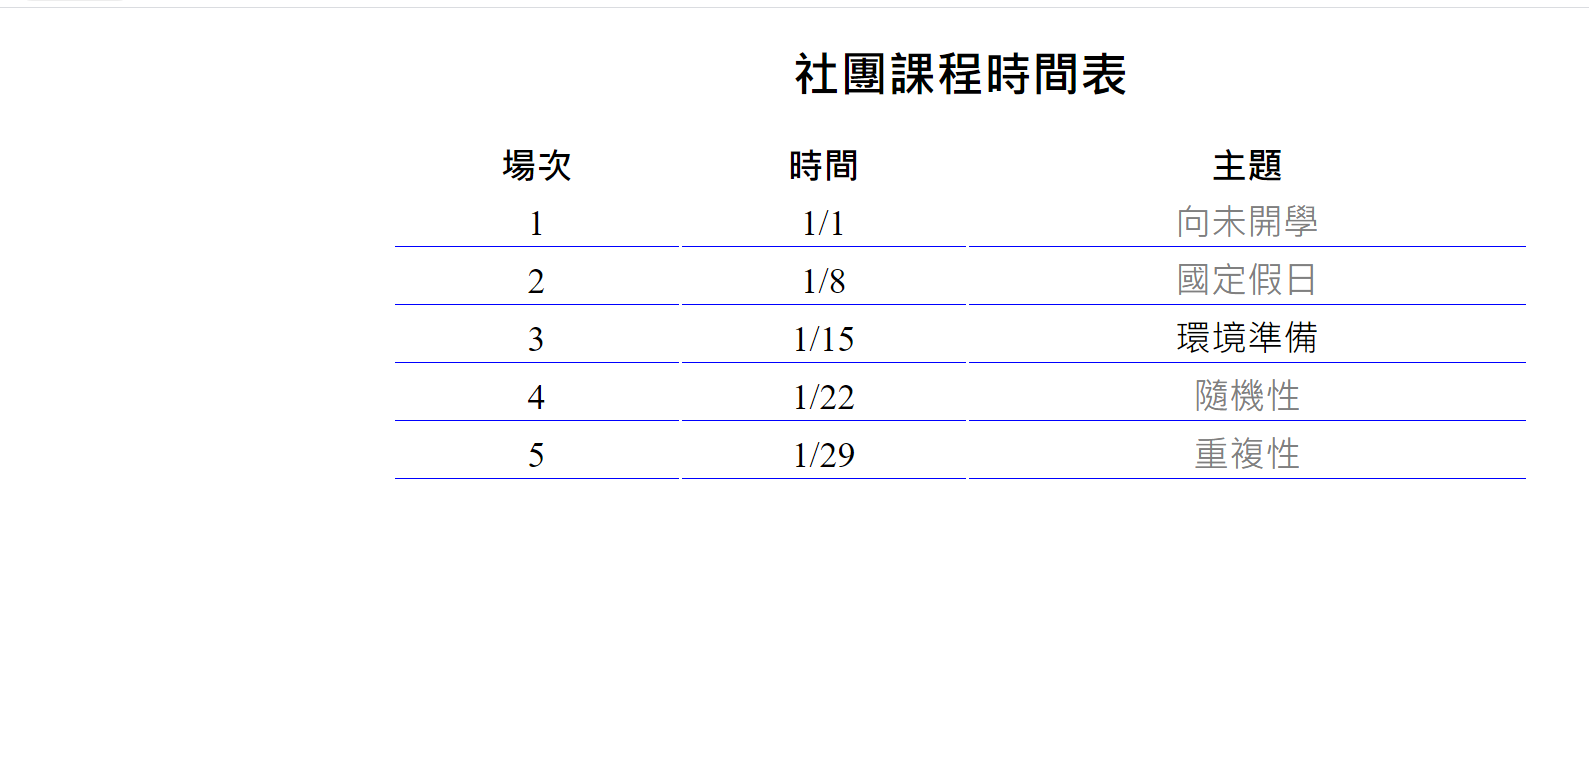 社團課程時間表
場次 時間 主題
1 1/1 向未開學
2 1/8 國定假日
3 1/15 環境準備
4 1/22 隨機性
5 1/29 重複性